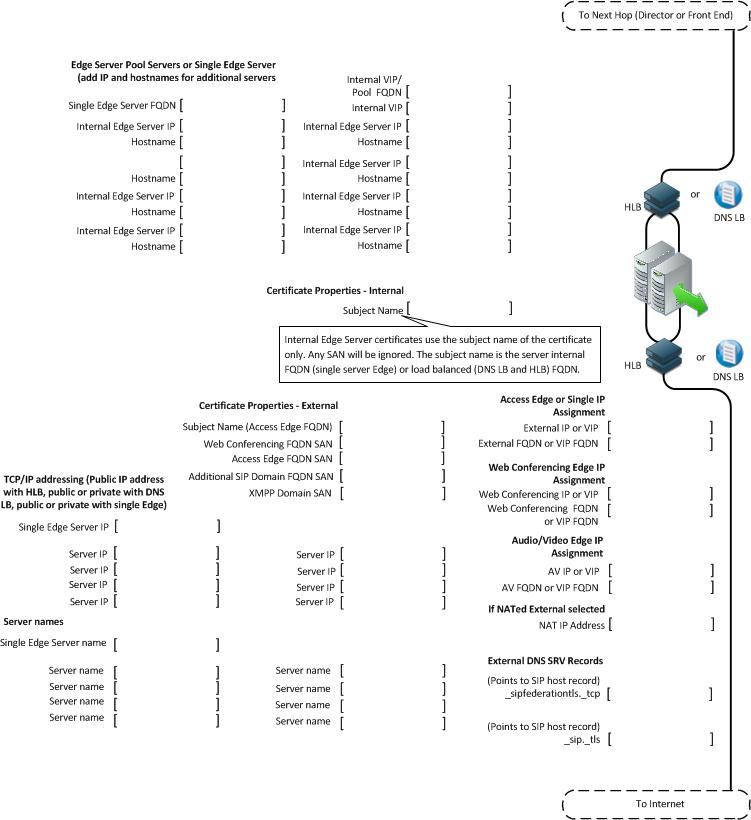 To Next Hop (Director or Front End)
Edge Server Pool Servers or Single Edge Server
(add IP and hostnames for additional servers
Internal VIP/
Pool FQDN [ ]
Single Edge Server FQDN [ ]
Internal VIP [ ]
Internal Edge Server IP [ ] Internal Edge Server IP [ ]
Hostname [ ] Hostname [ ]
[ ] Internal Edge Server IP [ ]
Hostname [ ] Hostname [ ]
Internal Edge Server IP [ ] Internal Edge Server IP [ ]
Hostname [ ] Hostname [ ]
Internal Edge Server IP [ ] Internal Edge Server IP [ ]
Hostname [ ] Hostname [ ]
HLB or DNS LB
Certificate Properties - Internal
Subject Name [ ]
Internal Edge Server certificates use the subject name of the certificate
only. Any SAN will be ignored. The subject name is the server internal
FQDN (single server Edge) or load balanced (DNS LB and HLB) FQDN.
HLB or DNS LB
Certificate Properties - External
Subject Name (Access Edge FQDN) [ ]
Web Conferencing FQDN SAN [ ]
Access Edge FQDN SAN [ ]
Additional SIP Domain FQDN SAN [ ]
XMPP Domain SAN [ ]
Access Edge or Single IP
Assignment
External IP or VIP [ ]
External FQDN or VIP FQDN [ ]
Web Conferencing Edge IP
Assignment
Web Conferencing IP or VIP [ ]
Web Conferencing FQDN [ ]
or VIP FQDN
Audio/Video Edge IP
Assignment
AV IP or VIP [ ]
AV FQDN or VIP FQDN [ ]
If NATed External selected
NAT IP Address [ ]
External DNS SRV Records
(Points to SIP host record)
_sipfederationtls._tcp [ ]
(Points to SIP host record)
_sip._tls [ ]
TCP/IP addressing (Public IP address
with HLB, public or private with DNS
LB, public or private with single Edge)
Single Edge Server IP [ ]
Server IP [ ] Server IP [ ]
Server IP [ ] Server IP [ ]
Server IP [ ] Server IP [ ]
Server IP [ ] Server IP [ ]
Server names
Single Edge Server name [ ]
Server name [ ] Server name [ ]
Server name [ ] Server name [ ]
Server name [ ] Server name [ ]
Server name [ ] Server name [ ]
To Internet